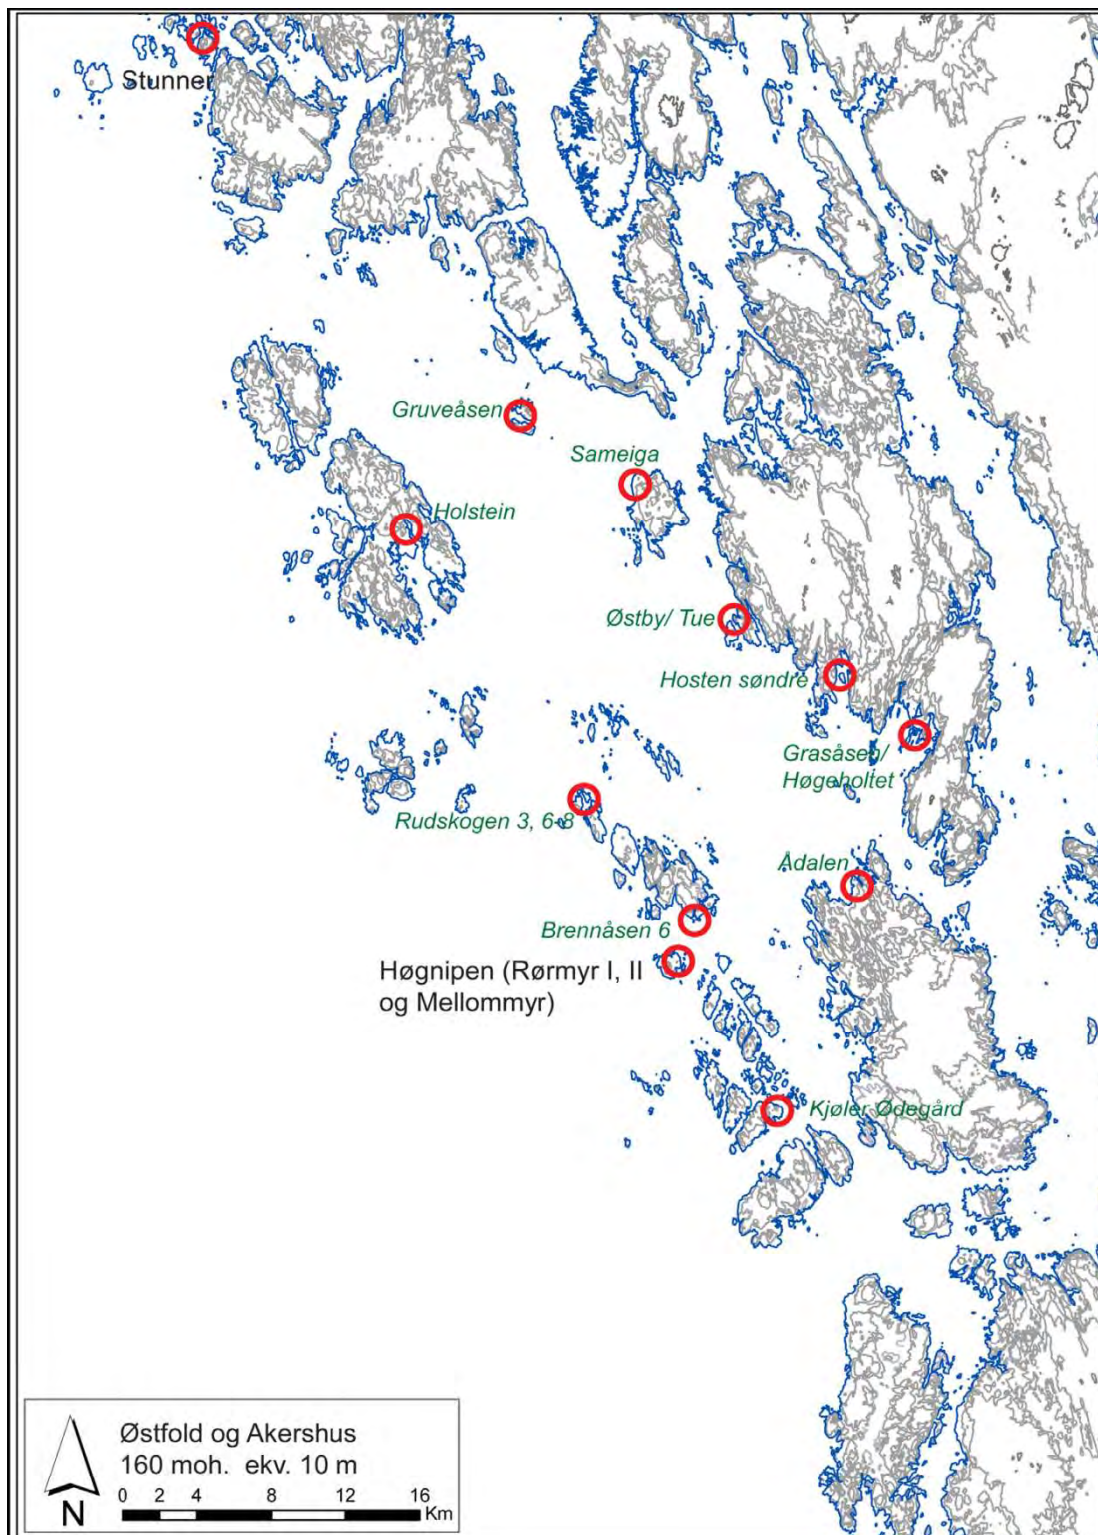 Stunner
Gruveåsen
Sameiga
Holstein
Østby/ Tue
Hosten søndre
Grasåsen/
Høgeholtet
Rudskogen 3, 6-8
Ådalen
Brennåsen 6
Høgnipen (Rørmyr I, II
og Mellommyr)
Kjøler Ødegård
Østfold og Akershus
160 moh. ekv. 10 m
0 2 4 8 12 16
Km
N